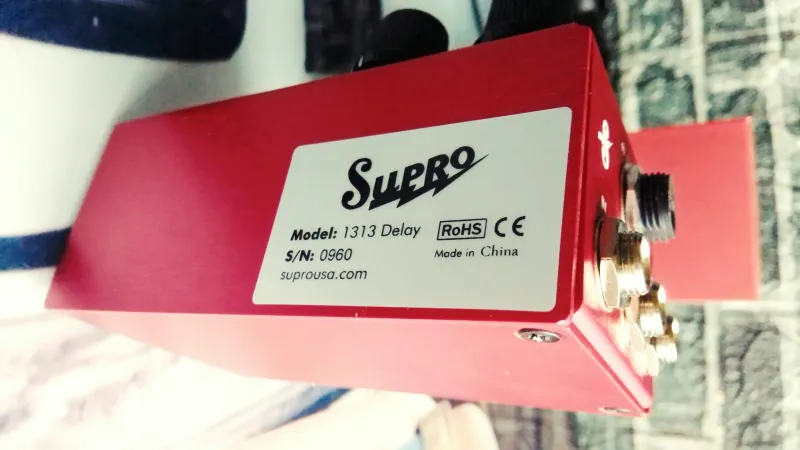 SUPRO
Model: 1313 Delay
RoHS CE
S/N: 0960
Made in China
suprousa.com